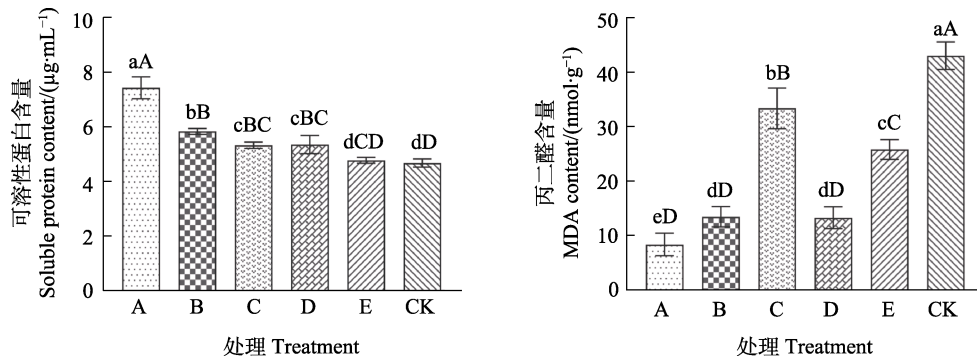 可溶性蛋白含量
Soluble protein content/(μg·mL⁻¹)
10
8
6
4
2
0
aA
bB
cBC
cBC
dCD
dD
A B C D E CK
处理 Treatment
丙二醛含量
MDA content/(nmol·g⁻¹)
50
40
30
20
10
0
eD
dD
bB
dD
cC
aA
A B C D E CK
处理 Treatment